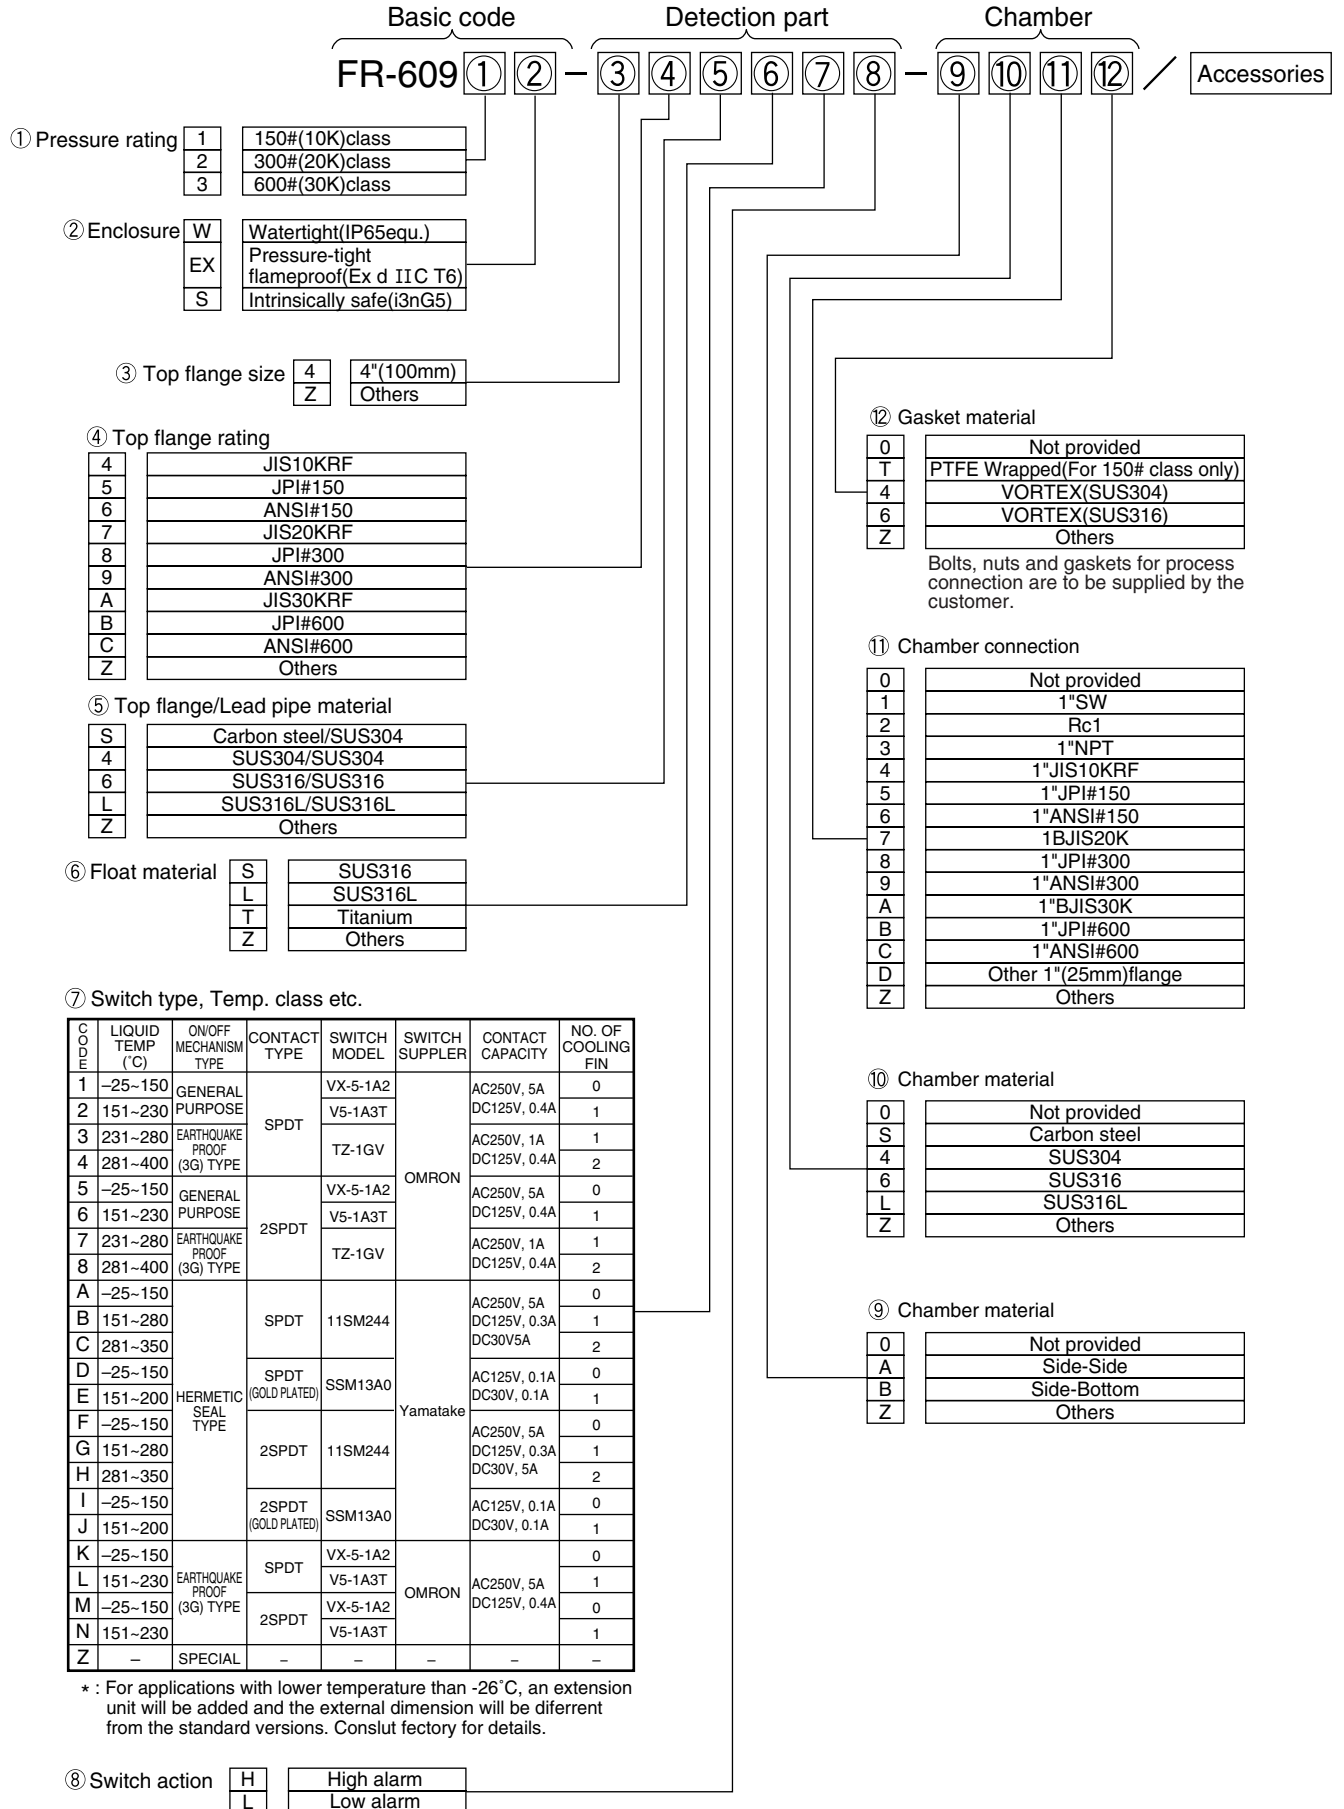 Basic code Detection part Chamber
FR-609 ① ② – ③ ④ ⑤ ⑥ ⑦ ⑧ – ⑨ ⑩ ⑪ ⑫ / Accessories
① Pressure rating
1 150#(10K)class
2 300#(20K)class
3 600#(30K)class
② Enclosure
W Watertight(IP65equ.)
EX Pressure-tight
flameproof(Ex d IIC T6)
S Intrinsically safe(i3nG5)
③ Top flange size
4 4"(100mm)
Z Others
④ Top flange rating
4 JIS10KRF
5 JPI#150
6 ANSI#150
7 JIS20KRF
8 JPI#300
9 ANSI#300
A JIS30KRF
B JPI#600
C ANSI#600
Z Others
⑤ Top flange/Lead pipe material
S Carbon steel/SUS304
4 SUS304/SUS304
6 SUS316/SUS316
L SUS316L/SUS316L
Z Others
⑥ Float material
S SUS316
L SUS316L
T Titanium
Z Others
⑦ Switch type, Temp. class etc.
CODE LIQUID TEMP (˚C) ON/OFF MECHANISM TYPE CONTACT TYPE SWITCH MODEL SWITCH SUPPLER CONTACT CAPACITY NO. OF COOLING FIN
1 –25~150 GENERAL PURPOSE SPDT VX-5-1A2 OMRON AC250V, 5A DC125V, 0.4A 0
2 151~230 V5-1A3T 1
3 231~280 EARTHQUAKE PROOF (3G) TYPE TZ-1GV AC250V, 1A DC125V, 0.4A 1
4 281~400 2
5 –25~150 GENERAL PURPOSE 2SPDT VX-5-1A2 AC250V, 5A DC125V, 0.4A 0
6 151~230 V5-1A3T 1
7 231~280 EARTHQUAKE PROOF (3G) TYPE TZ-1GV AC250V, 1A DC125V, 0.4A 1
8 281~400 2
A –25~150 HERMETIC SEAL TYPE SPDT 11SM244 Yamatake AC250V, 5A DC125V, 0.3A DC30V5A 0
B 151~280 1
C 281~350 2
D –25~150 SPDT (GOLD PLATED) SSM13A0 AC125V, 0.1A DC30V, 0.1A 0
E 151~200 1
F –25~150 2SPDT 11SM244 AC250V, 5A DC125V, 0.3A DC30V, 5A 0
G 151~280 1
H 281~350 2
I –25~150 2SPDT (GOLD PLATED) SSM13A0 AC125V, 0.1A DC30V, 0.1A 0
J 151~200 1
K –25~150 EARTHQUAKE PROOF (3G) TYPE SPDT VX-5-1A2 OMRON AC250V, 5A DC125V, 0.4A 0
L 151~230 V5-1A3T 1
M –25~150 2SPDT VX-5-1A2 0
N 151~230 V5-1A3T 1
Z – SPECIAL – – – – –
* : For applications with lower temperature than -26˚C, an extension
unit will be added and the external dimension will be diferrent
from the standard versions. Conslut fectory for details.
⑧ Switch action
H High alarm
L Low alarm
⑫ Gasket material
0 Not provided
T PTFE Wrapped(For 150# class only)
4 VORTEX(SUS304)
6 VORTEX(SUS316)
Z Others
Bolts, nuts and gaskets for process
connection are to be supplied by the
customer.
⑪ Chamber connection
0 Not provided
1 1"SW
2 Rc1
3 1"NPT
4 1"JIS10KRF
5 1"JPI#150
6 1"ANSI#150
7 1BJIS20K
8 1"JPI#300
9 1"ANSI#300
A 1"BJIS30K
B 1"JPI#600
C 1"ANSI#600
D Other 1"(25mm)flange
Z Others
⑩ Chamber material
0 Not provided
S Carbon steel
4 SUS304
6 SUS316
L SUS316L
Z Others
⑨ Chamber material
0 Not provided
A Side-Side
B Side-Bottom
Z Others